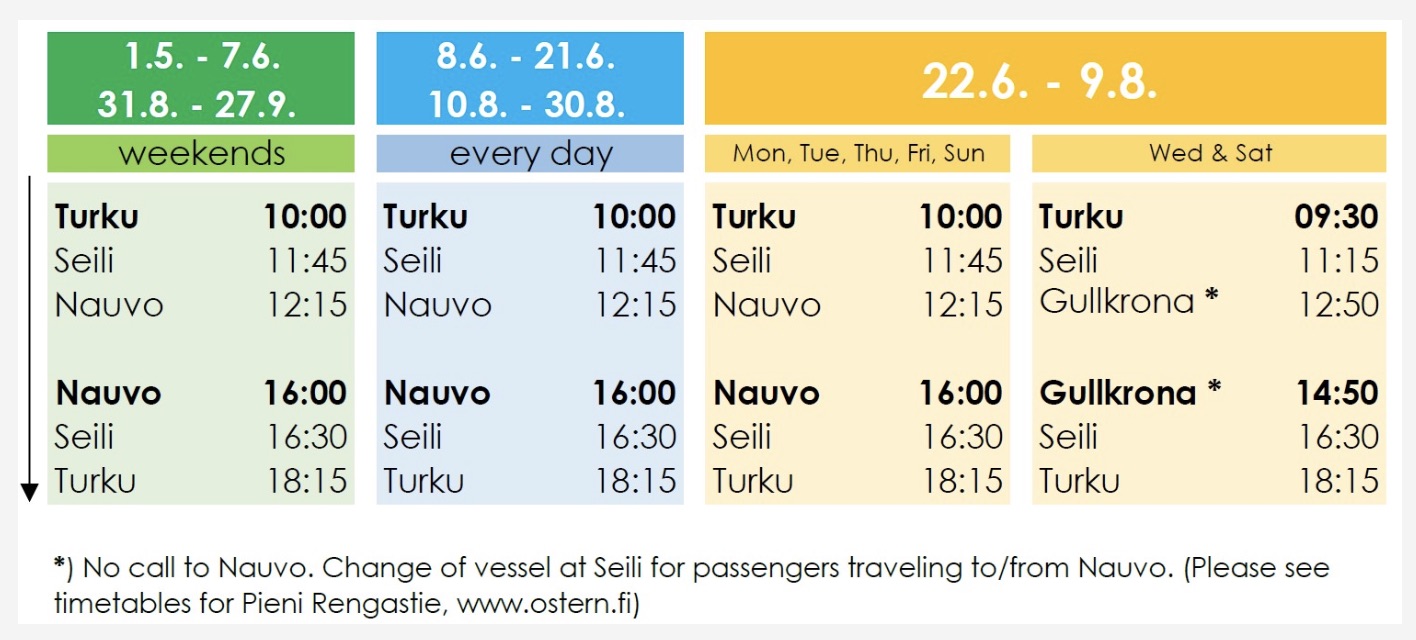 1.5. - 7.6.
31.8. - 27.9.
weekends
Turku 10:00
Seili 11:45
Nauvo 12:15
Nauvo 16:00
Seili 16:30
Turku 18:15
8.6. - 21.6.
10.8. - 30.8.
every day
Turku 10:00
Seili 11:45
Nauvo 12:15
Nauvo 16:00
Seili 16:30
Turku 18:15
22.6. - 9.8.
Mon, Tue, Thu, Fri, Sun
Turku 10:00
Seili 11:45
Nauvo 12:15
Nauvo 16:00
Seili 16:30
Turku 18:15
Wed & Sat
Turku 09:30
Seili 11:15
Gullkrona * 12:50
Gullkrona * 14:50
Seili 16:30
Turku 18:15
*) No call to Nauvo. Change of vessel at Seili for passengers traveling to/from Nauvo. (Please see
timetables for Pieni Rengastie, www.ostern.fi)